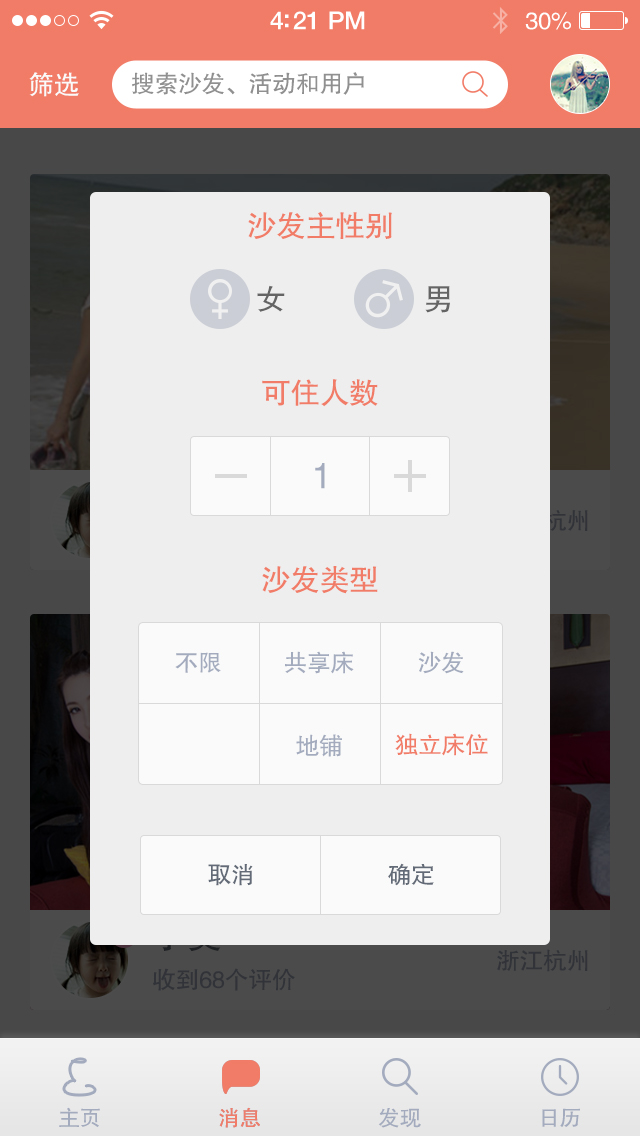 4:21 PM 30%
筛选 搜索沙发、活动和用户
沙发主性别
女 男
可住人数
1
杭州
沙发类型
不限 共享床 沙发
地铺 独立床位
取消 确定
收到68个评价 浙江杭州
主页 消息 发现 日历